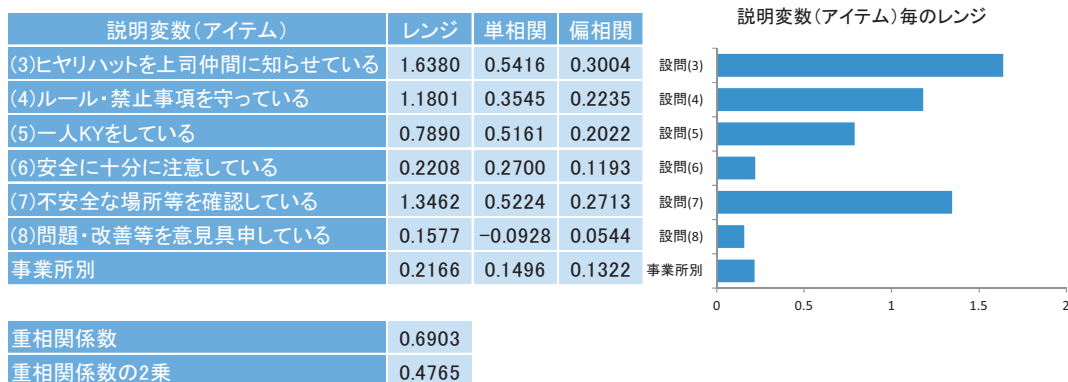 説明変数(アイテム) レンジ 単相関 偏相関
(3)ヒヤリハットを上司仲間に知らせている 1.6380 0.5416 0.3004
(4)ルール・禁止事項を守っている 1.1801 0.3545 0.2235
(5)一人KYをしている 0.7890 0.5161 0.2022
(6)安全に十分に注意している 0.2208 0.2700 0.1193
(7)不安全な場所等を確認している 1.3462 0.5224 0.2713
(8)問題・改善等を意見具申している 0.1577 −0.0928 0.0544
事業所別 0.2166 0.1496 0.1322
重相関係数 0.6903
重相関係数の2乗 0.4765
説明変数(アイテム)毎のレンジ
設問(3)
設問(4)
設問(5)
設問(6)
設問(7)
設問(8)
事業所別
0 0.5 1 1.5 2